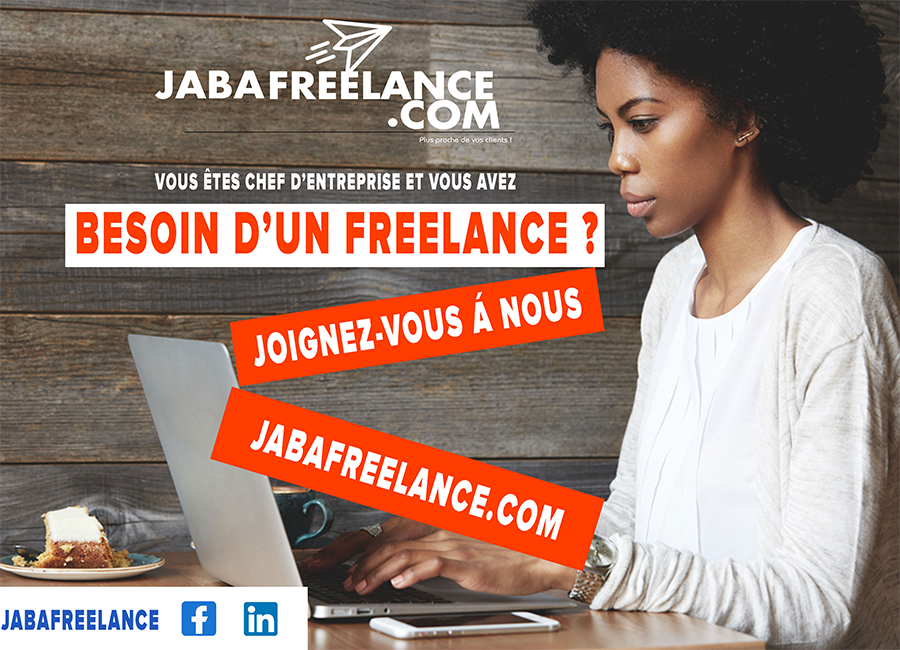 JABAFREELANCE
.COM
Plus proche de vos clients !
VOUS ÊTES CHEF D'ENTREPRISE ET VOUS AVEZ
BESOIN D'UN FREELANCE ?
JOIGNEZ-VOUS Á NOUS
JABAFREELANCE.COM
JABAFREELANCE